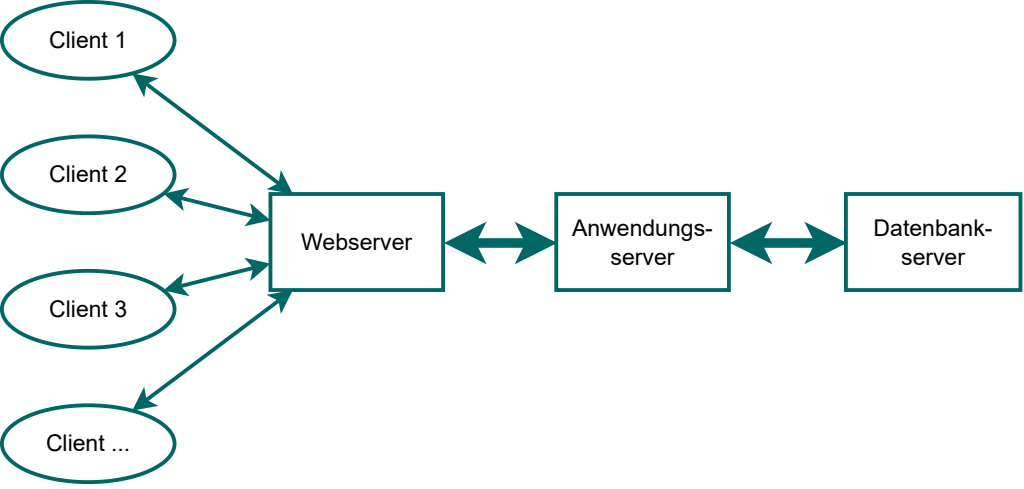 Client 1
Client 2
Client 3
Client ...
Webserver
Anwendungs-
server
Datenbank-
server